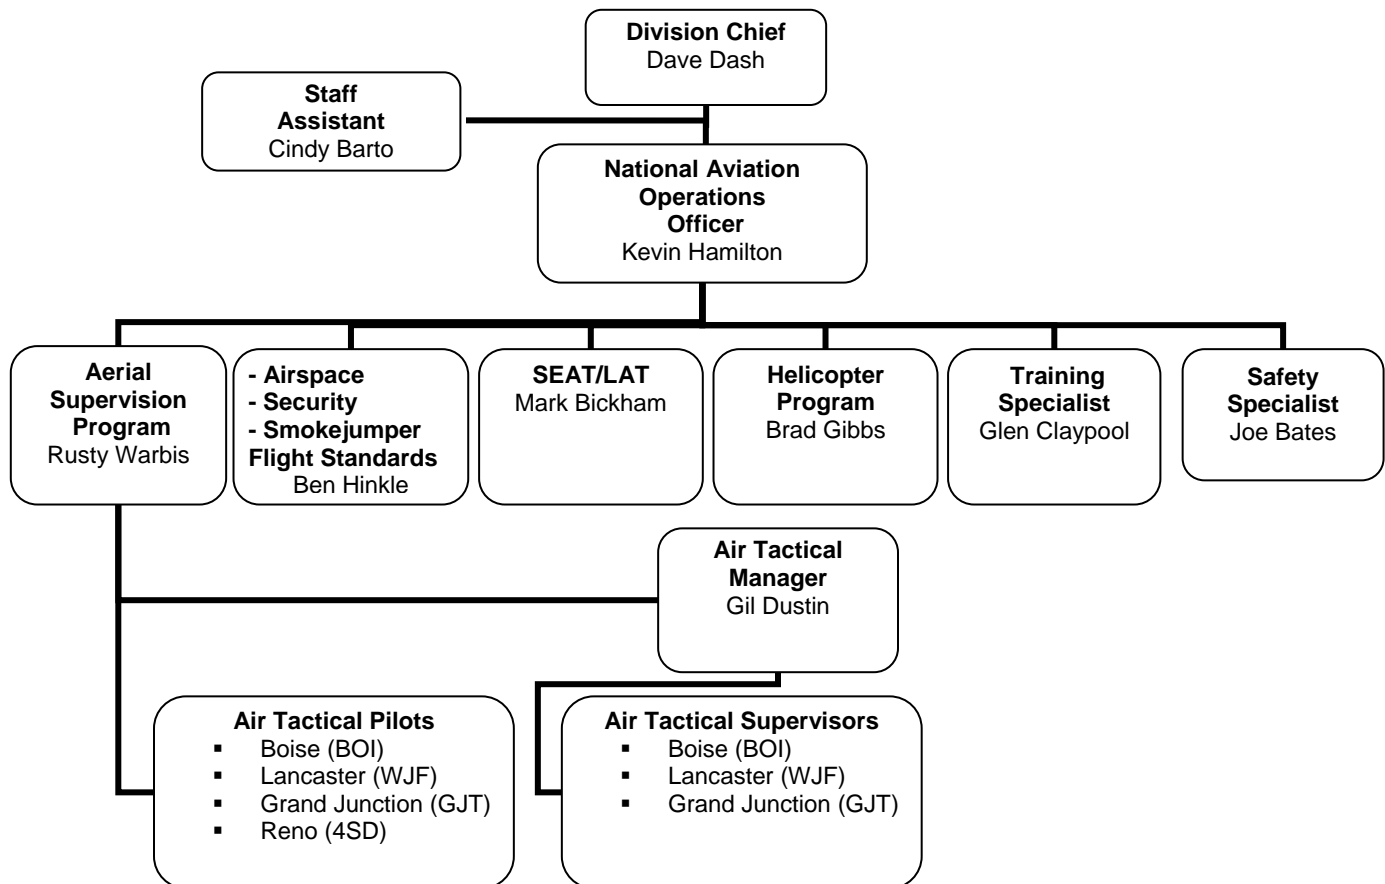 Division Chief
Dave Dash
Staff
Assistant
Cindy Barto
National Aviation
Operations
Officer
Kevin Hamilton
Aerial
Supervision
Program
Rusty Warbis
- Airspace
- Security
- Smokejumper
Flight Standards
Ben Hinkle
SEAT/LAT
Mark Bickham
Helicopter
Program
Brad Gibbs
Training
Specialist
Glen Claypool
Safety
Specialist
Joe Bates
Air Tactical
Manager
Gil Dustin
Air Tactical Pilots
▪ Boise (BOI)
▪ Lancaster (WJF)
▪ Grand Junction (GJT)
▪ Reno (4SD)
Air Tactical Supervisors
▪ Boise (BOI)
▪ Lancaster (WJF)
▪ Grand Junction (GJT)